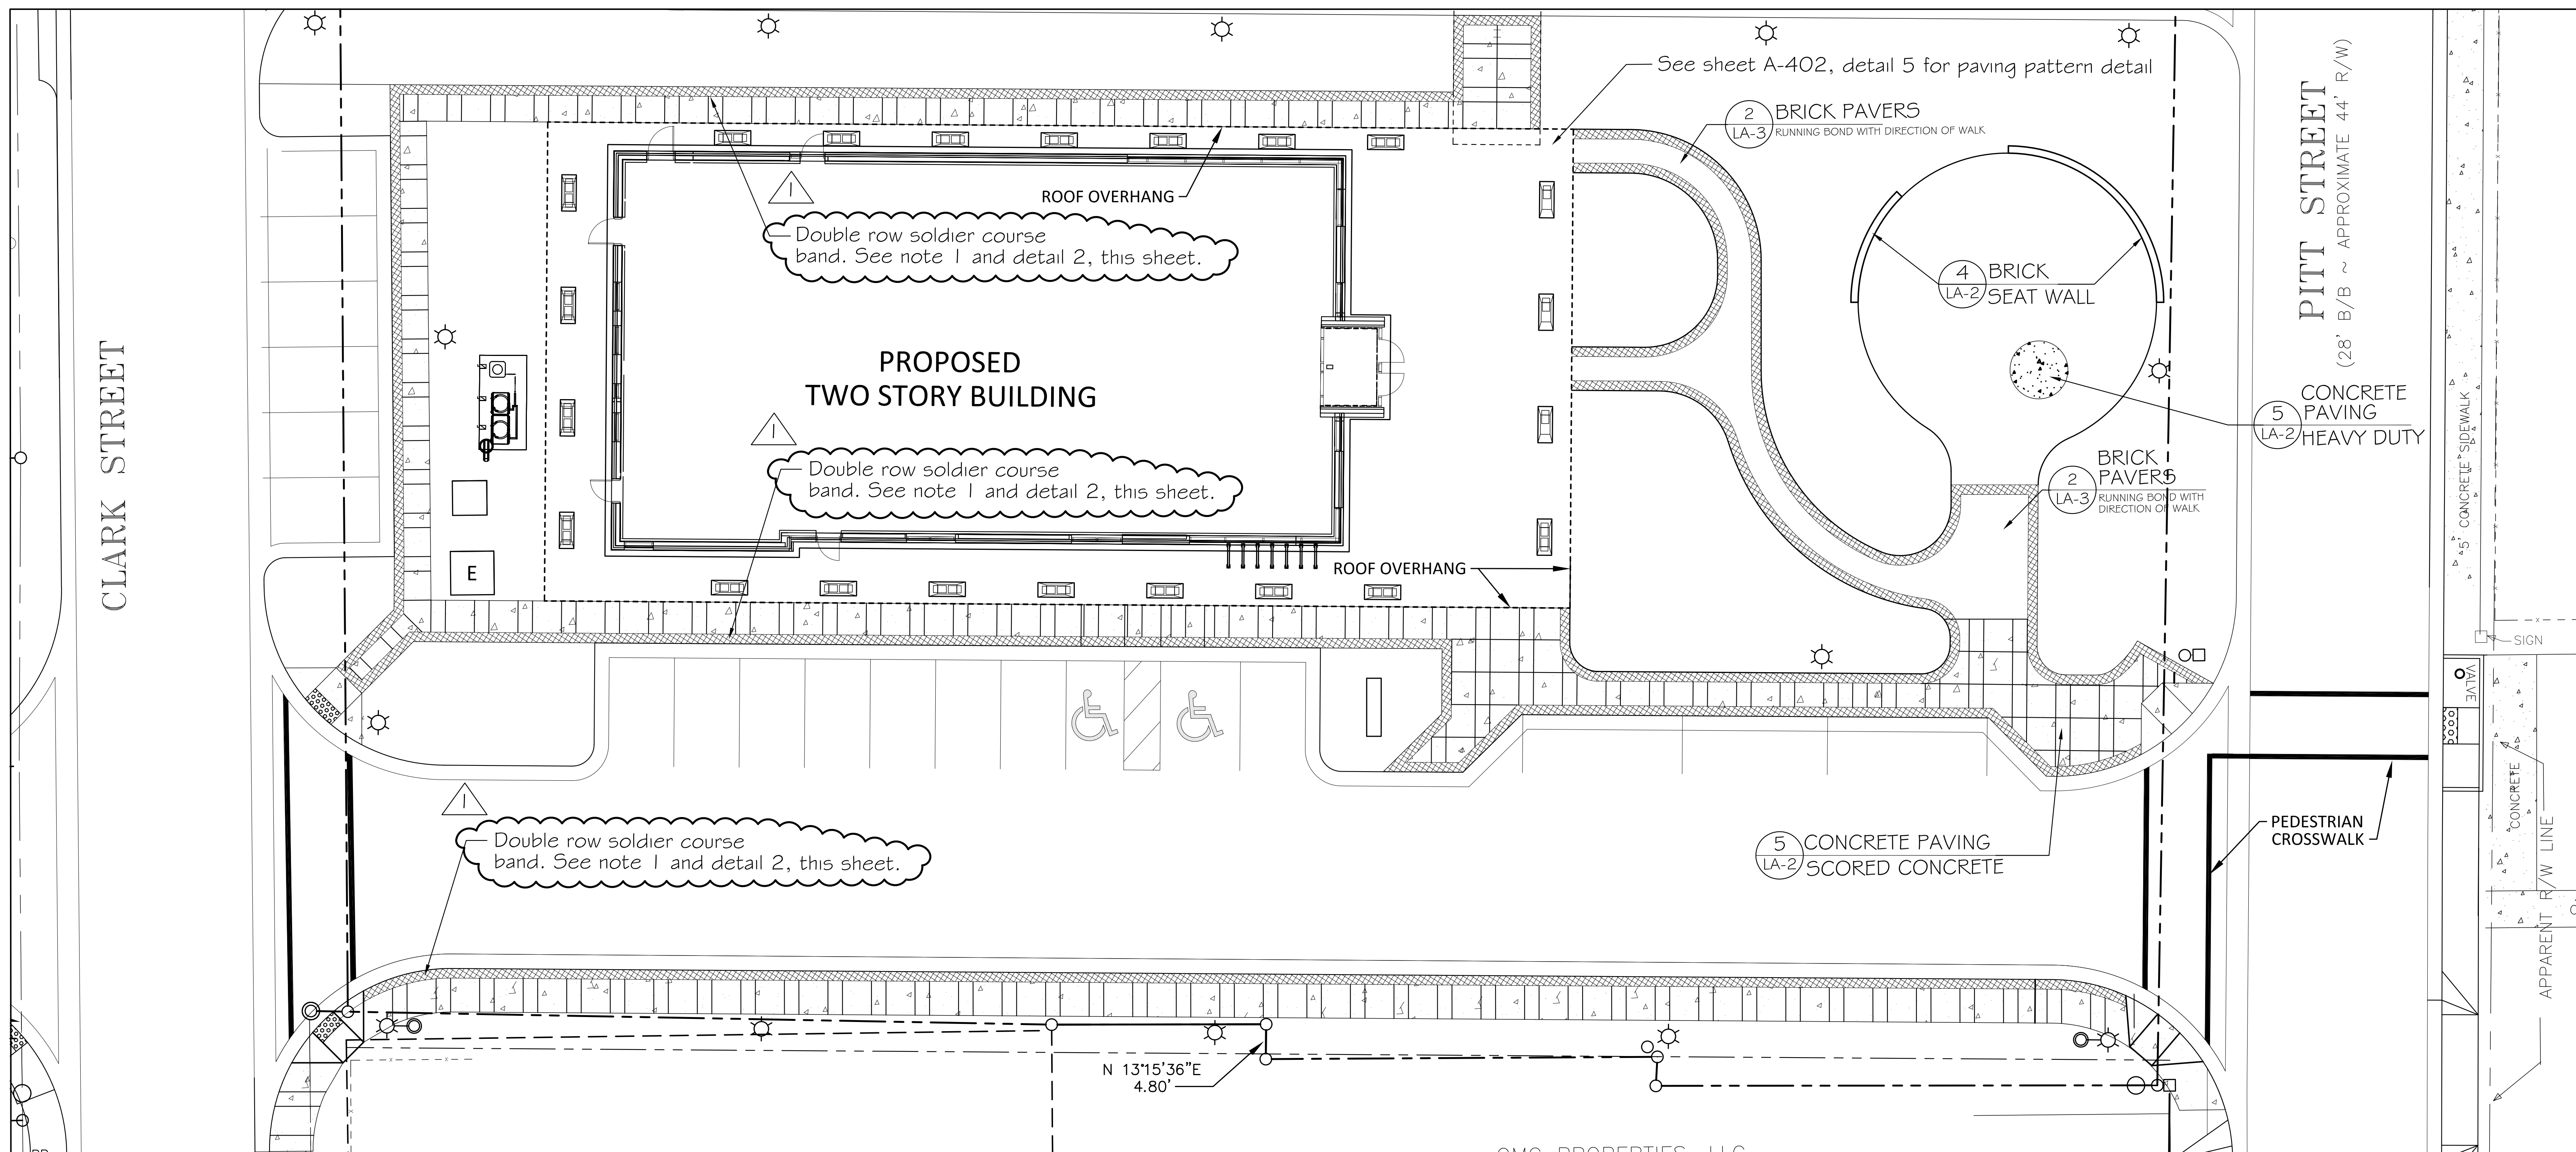 See sheet A-402, detail 5 for paving pattern detail
2
LA-3
BRICK PAVERS
RUNNING BOND WITH DIRECTION OF WALK
PITT STREET
(28' B/B ~ APPROXIMATE 44' R/W)
1
ROOF OVERHANG
Double row soldier course
band. See note 1 and detail 2, this sheet.
4
LA-2
BRICK
SEAT WALL
CLARK STREET
PROPOSED
TWO STORY BUILDING
5
LA-2
CONCRETE
PAVING
HEAVY DUTY
5' CONCRETE SIDEWALK
1
Double row soldier course
band. See note 1 and detail 2, this sheet.
2
LA-3
BRICK
PAVERS
RUNNING BOND WITH
DIRECTION OF WALK
E
ROOF OVERHANG
SIGN
VALVE
1
Double row soldier course
band. See note 1 and detail 2, this sheet.
5
LA-2
CONCRETE PAVING
SCORED CONCRETE
PEDESTRIAN
CROSSWALK
CONCRETE
APPARENT R/W LINE
N 13°15'36"E
4.80'